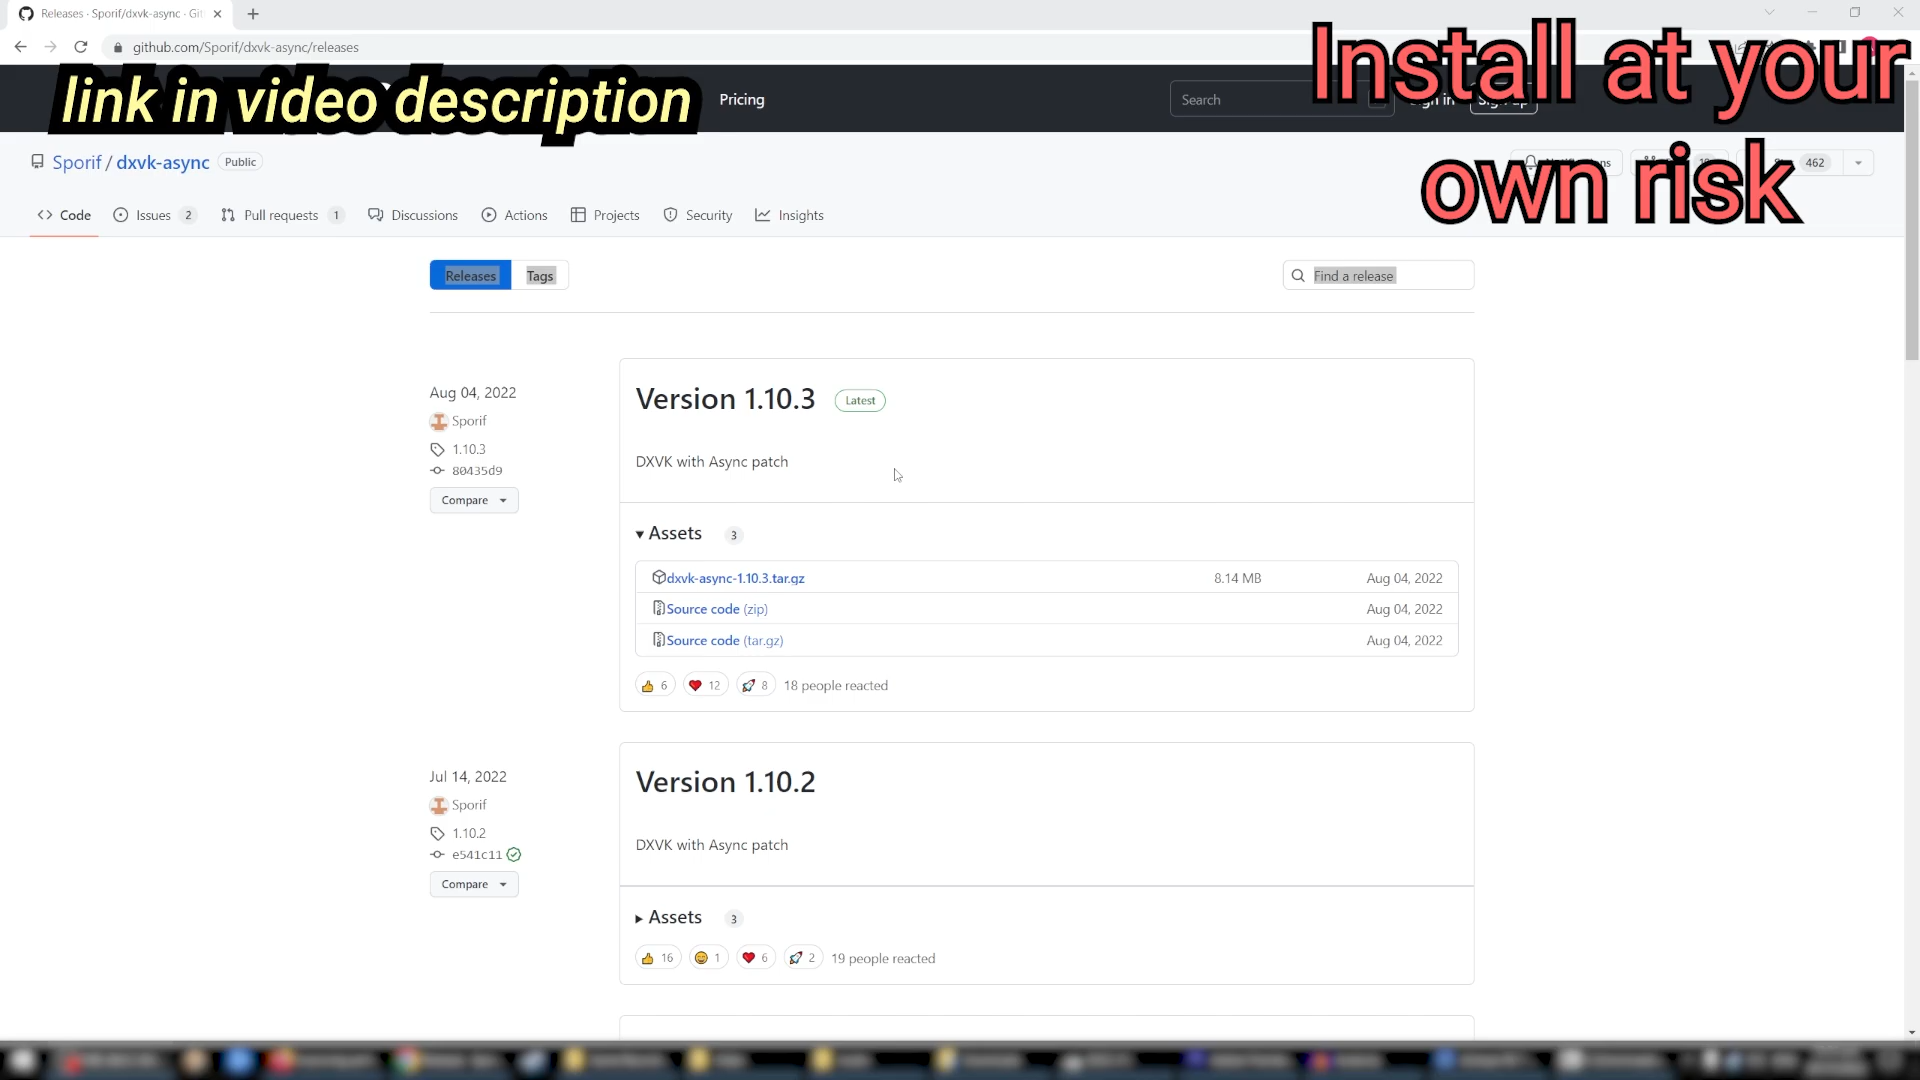 Releases · Sporif/dxvk-async · Git
github.com/Sporif/dxvk-async/releases
Install at your
own risk
link in video description
Pricing
Search
Sporif / dxvk-async
Public
462
Code
Issues 2
Pull requests 1
Discussions
Actions
Projects
Security
Insights
Releases
Tags
Find a release
Aug 04, 2022
Sporif
1.10.3
80435d9
Compare
Version 1.10.3
Latest
DXVK with Async patch
Assets 3
dxvk-async-1.10.3.tar.gz 8.14 MB Aug 04, 2022
Source code (zip) Aug 04, 2022
Source code (tar.gz) Aug 04, 2022
6 12 8 18 people reacted
Jul 14, 2022
Sporif
1.10.2
e541c11
Compare
Version 1.10.2
DXVK with Async patch
Assets 3
16 1 6 2 19 people reacted